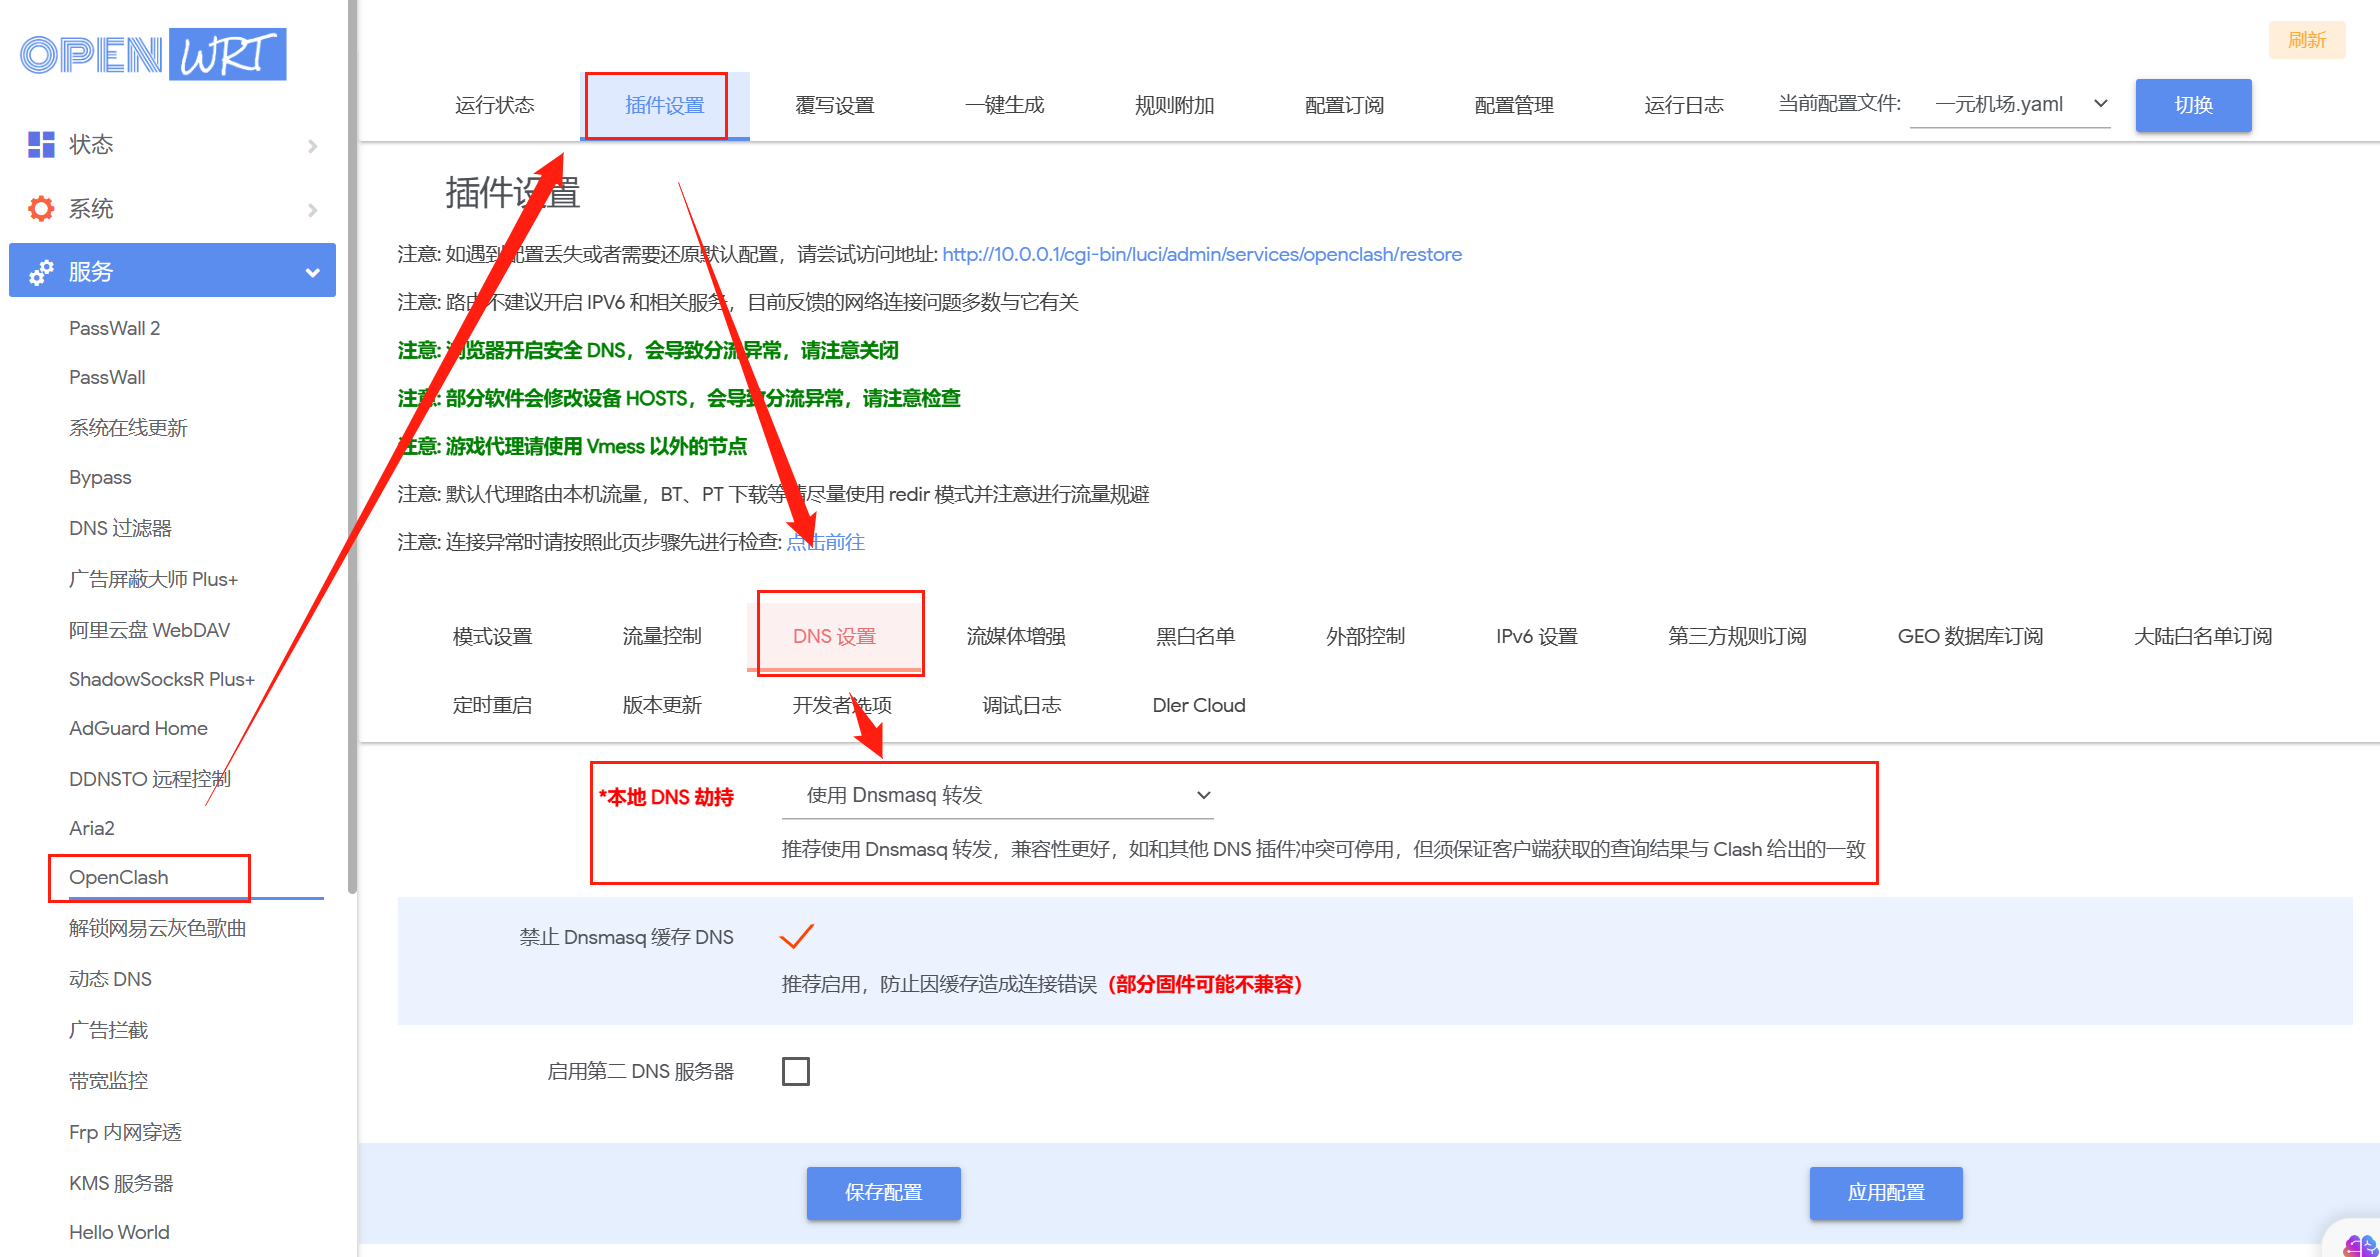 OPENWRT
刷新
运行状态
插件设置
覆写设置
一键生成
规则附加
配置订阅
配置管理
运行日志
当前配置文件:
一元机场.yaml
切换
状态
系统
服务
PassWall 2
PassWall
系统在线更新
Bypass
DNS 过滤器
广告屏蔽大师 Plus+
阿里云盘 WebDAV
ShadowSocksR Plus+
AdGuard Home
DDNSTO 远程控制
Aria2
OpenClash
解锁网易云灰色歌曲
动态 DNS
广告拦截
带宽监控
Frp 内网穿透
KMS 服务器
Hello World
插件设置
注意: 如遇到配置丢失或者需要还原默认配置，请尝试访问地址: http://10.0.0.1/cgi-bin/luci/admin/services/openclash/restore
注意: 路由不建议开启 IPV6 和相关服务，目前反馈的网络连接问题多数与它有关
注意: 浏览器开启安全 DNS，会导致分流异常，请注意关闭
注意: 部分软件会修改设备 HOSTS，会导致分流异常，请注意检查
注意: 游戏代理请使用 Vmess 以外的节点
注意: 默认代理路由本机流量，BT、PT 下载等请尽量使用 redir 模式并注意进行流量规避
注意: 连接异常时请按照此页步骤先进行检查: 点击前往
模式设置
流量控制
DNS 设置
流媒体增强
黑白名单
外部控制
IPv6 设置
第三方规则订阅
GEO 数据库订阅
大陆白名单订阅
定时重启
版本更新
开发者选项
调试日志
Dler Cloud
*本地 DNS 劫持
使用 Dnsmasq 转发
推荐使用 Dnsmasq 转发，兼容性更好，如和其他 DNS 插件冲突可停用，但须保证客户端获取的查询结果与 Clash 给出的一致
禁止 Dnsmasq 缓存 DNS
推荐启用，防止因缓存造成连接错误（部分固件可能不兼容）
启用第二 DNS 服务器
保存配置
应用配置